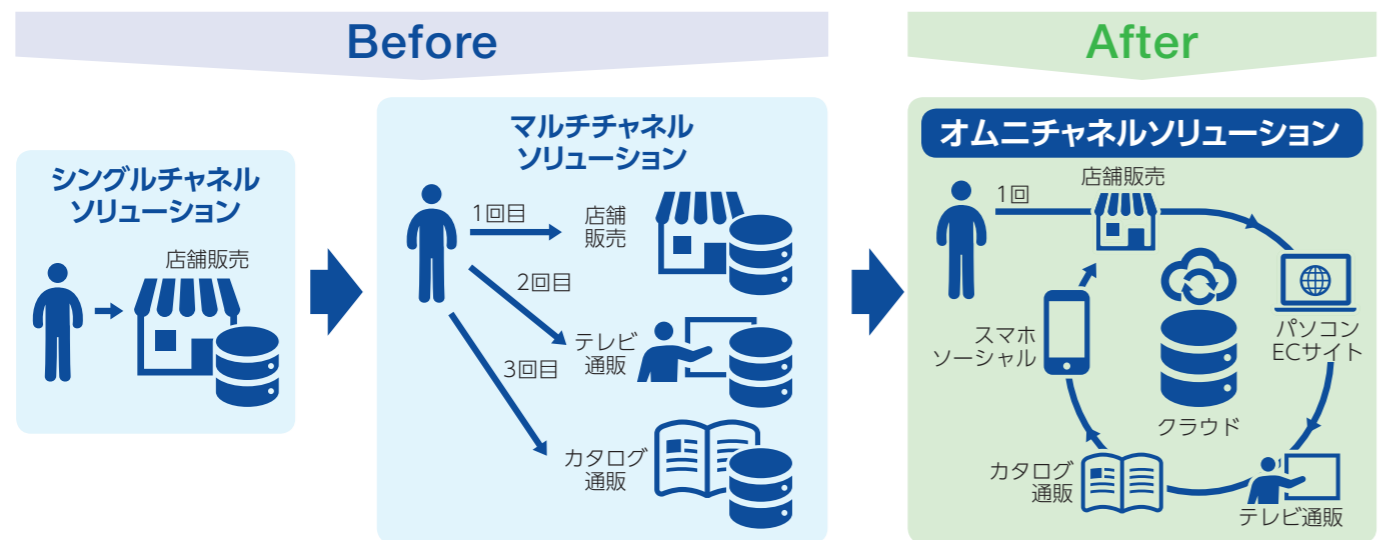 Before
After
シングルチャネル
ソリューション
店舗販売
マルチチャネル
ソリューション
1回目
店舗
販売
2回目
テレビ
通販
3回目
カタログ
通販
オムニチャネルソリューション
1回
店舗販売
パソコン
ECサイト
スマホ
ソーシャル
クラウド
カタログ
通販
テレビ通販